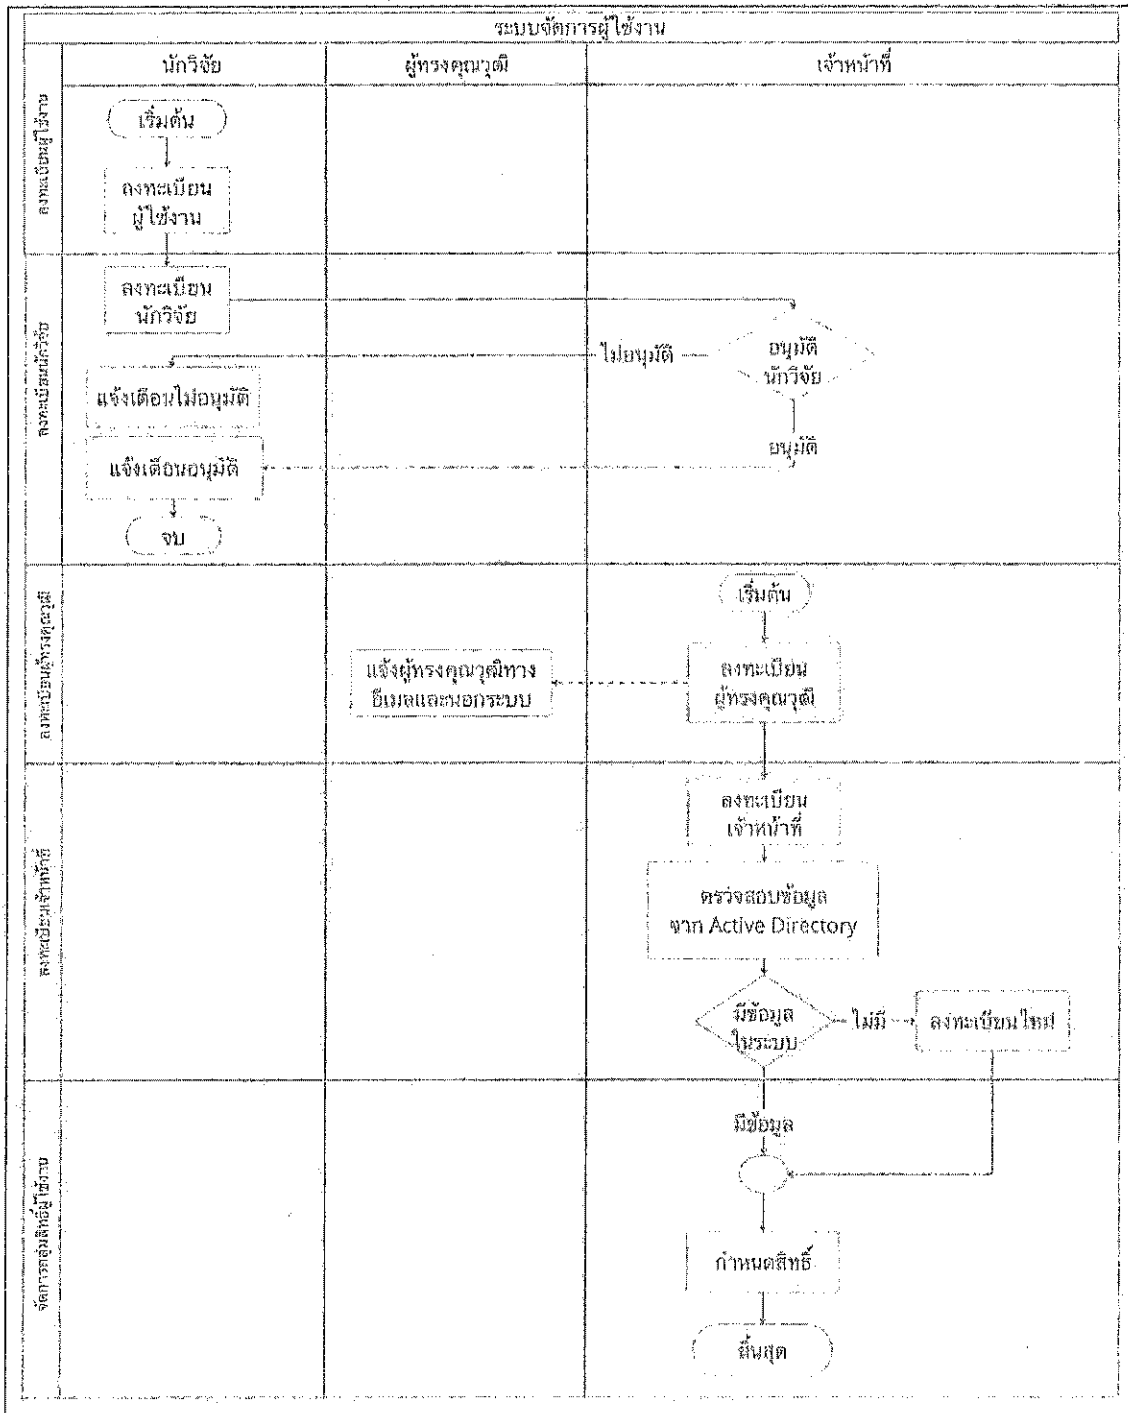 ระบบจัดการผู้ใช้งาน
นักวิจัย
ผู้ทรงคุณวุฒิ
เจ้าหน้าที่
ลงทะเบียนผู้ใช้งาน
เริ่มต้น
ลงทะเบียน
ผู้ใช้งาน
ลงทะเบียนนักวิจัย
ลงทะเบียน
นักวิจัย
อนุมัติ
นักวิจัย
ไม่อนุมัติ
แจ้งเตือนไม่อนุมัติ
อนุมัติ
แจ้งเตือนอนุมัติ
จบ
ลงทะเบียนผู้ทรงคุณวุฒิ
เริ่มต้น
ลงทะเบียน
ผู้ทรงคุณวุฒิ
แจ้งผู้ทรงคุณวุฒิทาง
อีเมลและนอกระบบ
ลงทะเบียนเจ้าหน้าที่
ลงทะเบียน
เจ้าหน้าที่
ตรวจสอบข้อมูล
จาก Active Directory
มีข้อมูล
ในระบบ
ไม่มี
ลงทะเบียนใหม่
จัดการกลุ่มสิทธิ์ผู้ใช้งาน
มีข้อมูล
กำหนดสิทธิ์
สิ้นสุด